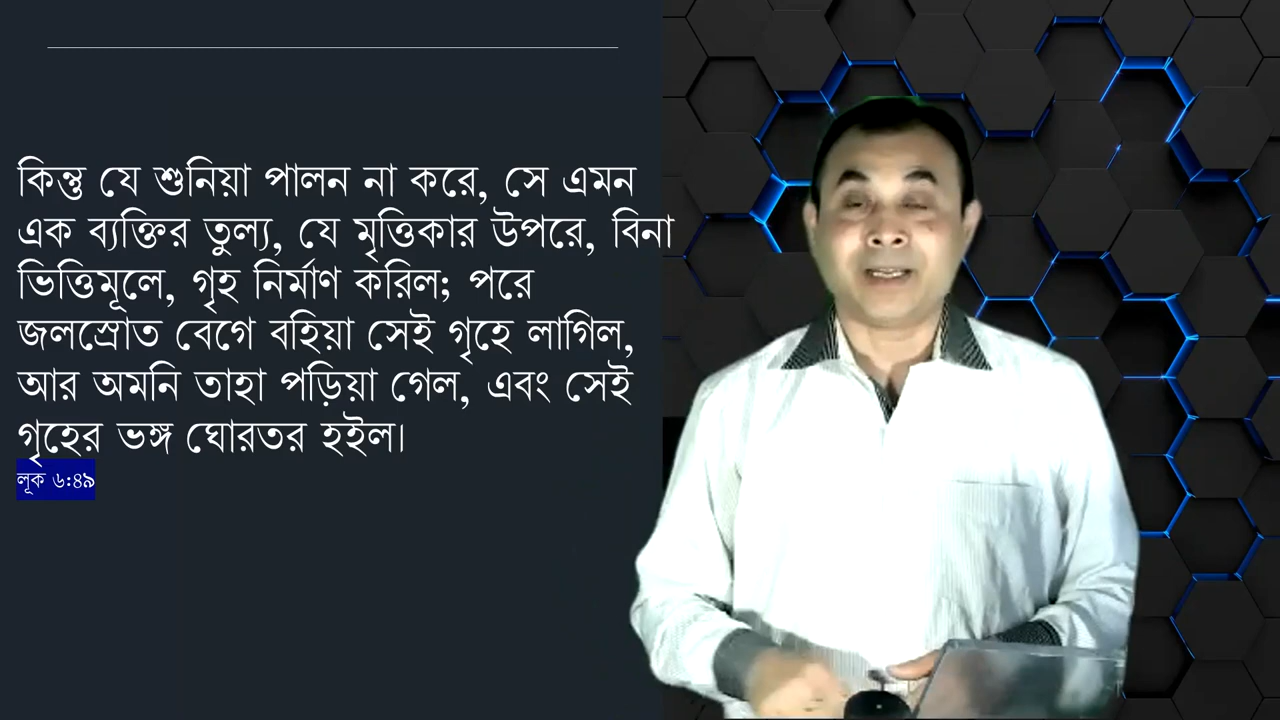 কিন্তু যে শুনিয়া পালন না করে, সে এমন
এক ব্যক্তির তুল্য, যে মৃত্তিকার উপরে, বিনা
ভিত্তিমূলে, গৃহ নির্মাণ করিল; পরে
জলস্রোত বেগে বহিয়া সেই গৃহে লাগিল,
আর অমনি তাহা পড়িয়া গেল, এবং সেই
গৃহের ভঙ্গ ঘোরতর হইল।
লূক ৬:৪৯